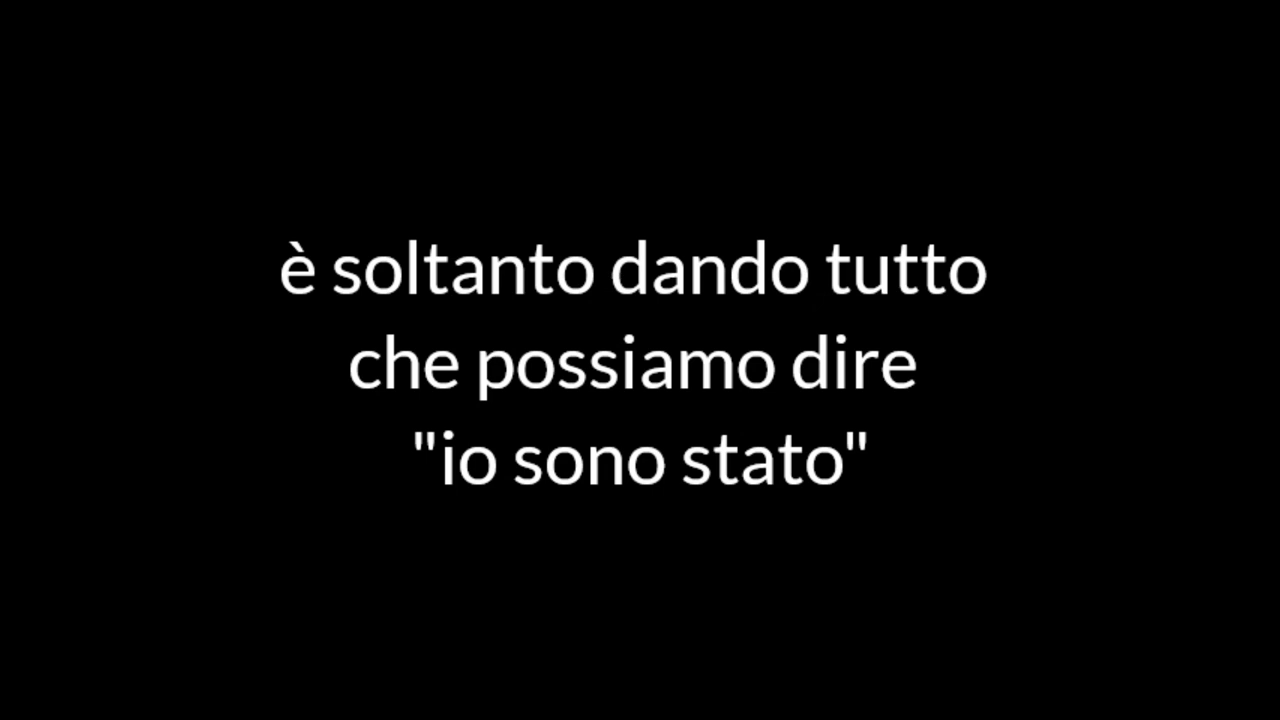 è soltanto dando tutto
che possiamo dire
"io sono stato"